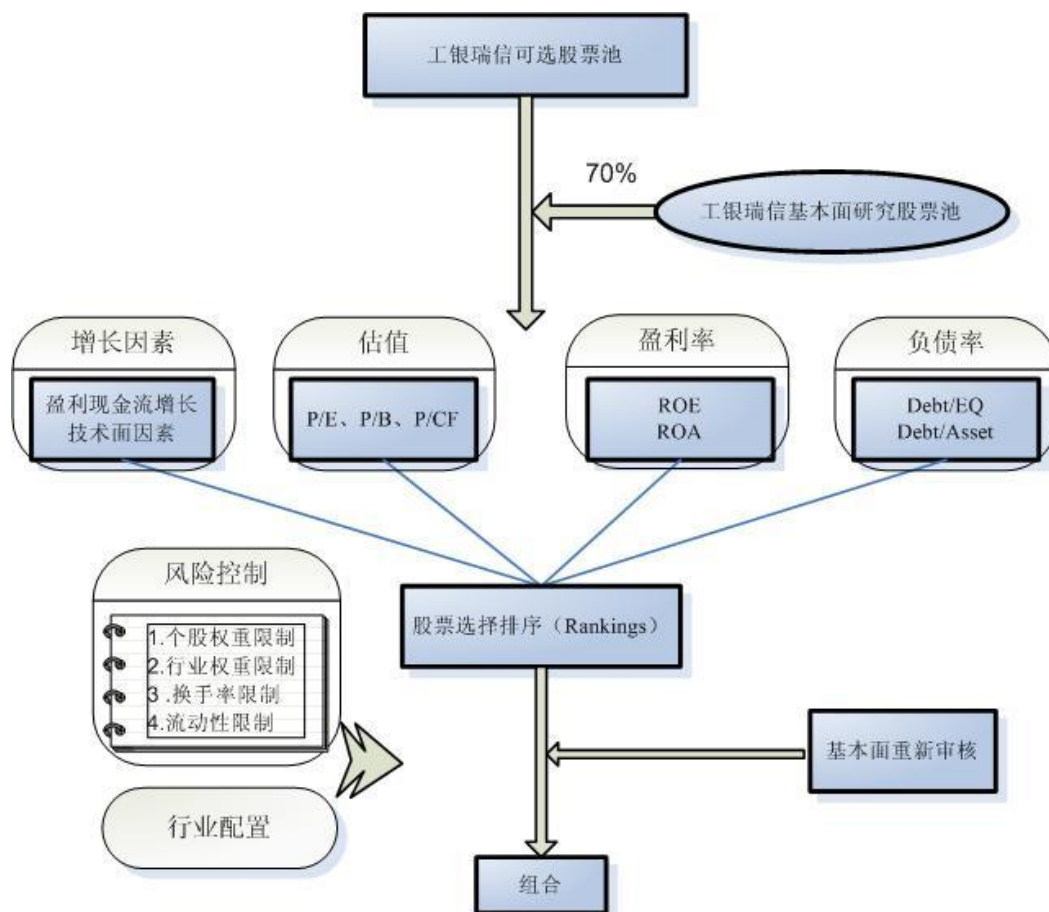 工银瑞信可选股票池
70%
工银瑞信基本面研究股票池
增长因素
盈利现金流增长
技术面因素
估值
P/E、P/B、P/CF
盈利率
ROE
ROA
负债率
Debt/EQ
Debt/Asset
风险控制
1.个股权重限制
2.行业权重限制
3 .换手率限制
4.流动性限制
行业配置
股票选择排序（Rankings）
基本面重新审核
组合